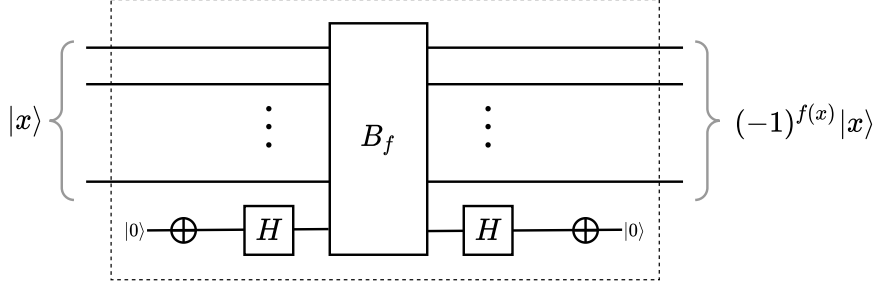 |x⟩
B_f
(−1)^{f(x)}|x⟩
|0⟩ H H |0⟩